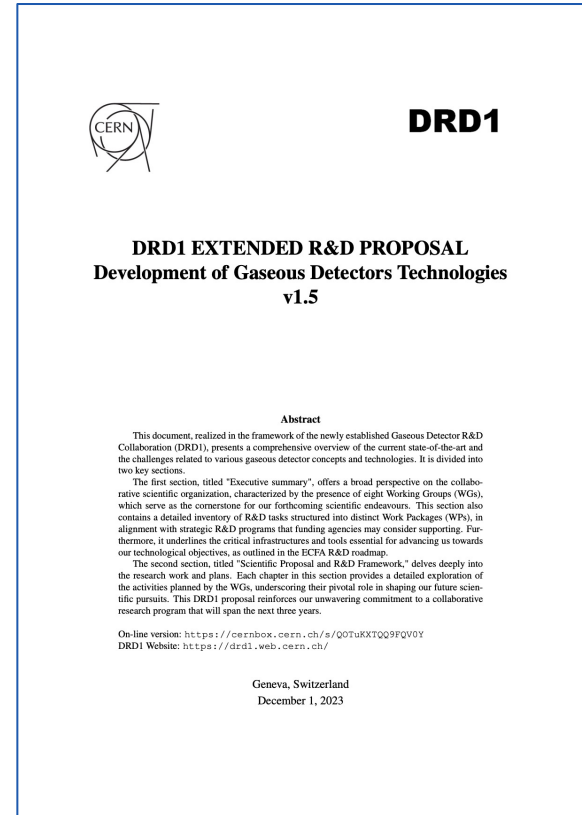 CERN
DRD1
DRD1 EXTENDED R&D PROPOSAL
Development of Gaseous Detectors Technologies
v1.5
Abstract
This document, realized in the framework of the newly established Gaseous Detector R&D
Collaboration (DRD1), presents a comprehensive overview of the current state-of-the-art and
the challenges related to various gaseous detector concepts and technologies. It is divided into
two key sections.
The first section, titled "Executive summary", offers a broad perspective on the collabo-
rative scientific organization, characterized by the presence of eight Working Groups (WGs),
which serve as the cornerstone for our forthcoming scientific endeavours. This section also
contains a detailed inventory of R&D tasks structured into distinct Work Packages (WPs), in
alignment with strategic R&D programs that funding agencies may consider supporting. Fur-
thermore, it underlines the critical infrastructures and tools essential for advancing us towards
our technological objectives, as outlined in the ECFA R&D roadmap.
The second section, titled "Scientific Proposal and R&D Framework," delves deeply into
the research work and plans. Each chapter in this section provides a detailed exploration of
the activities planned by the WGs, underscoring their pivotal role in shaping our future scien-
tific pursuits. This DRD1 proposal reinforces our unwavering commitment to a collaborative
research program that will span the next three years.
On-line version: https://cernbox.cern.ch/s/QOTuKXTQQ9FQV0Y
DRD1 Website: https://drd1.web.cern.ch/
Geneva, Switzerland
December 1, 2023